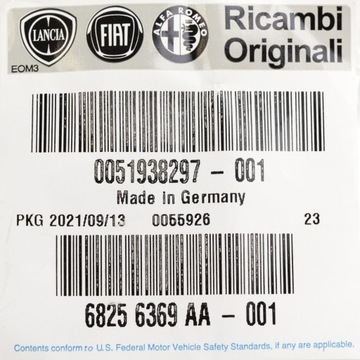 LANCIA FIAT ALFA ROMEO Ricambi
EOM3 Originali
0051938297 - 001
Made In Germany
PKG 2021/09/13 0055926 23
6825 6369 AA - 001
Contents conform to U.S. Federal Motor Vehicle Safety Standards, if any are applicable.